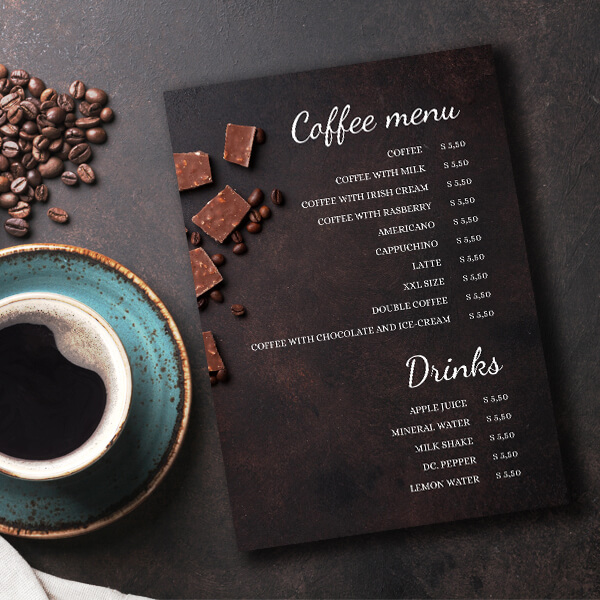 Coffee menu
COFFEE $ 5,50
COFFEE WITH MILK $ 5,50
COFFEE WITH IRISH CREAM $ 5,50
COFFEE WITH RASBERRY $ 5,50
AMERICANO $ 5,50
CAPPUCHINO $ 5,50
LATTE $ 5,50
XXL SIZE $ 5,50
DOUBLE COFFEE $ 5,50
COFFEE WITH CHOCOLATE AND ICE-CREAM $ 5,50
Drinks
APPLE JUICE $ 5,50
MINERAL WATER $ 5,50
MILK SHAKE $ 5,50
DC. PEPPER $ 5,50
LEMON WATER $ 5,50